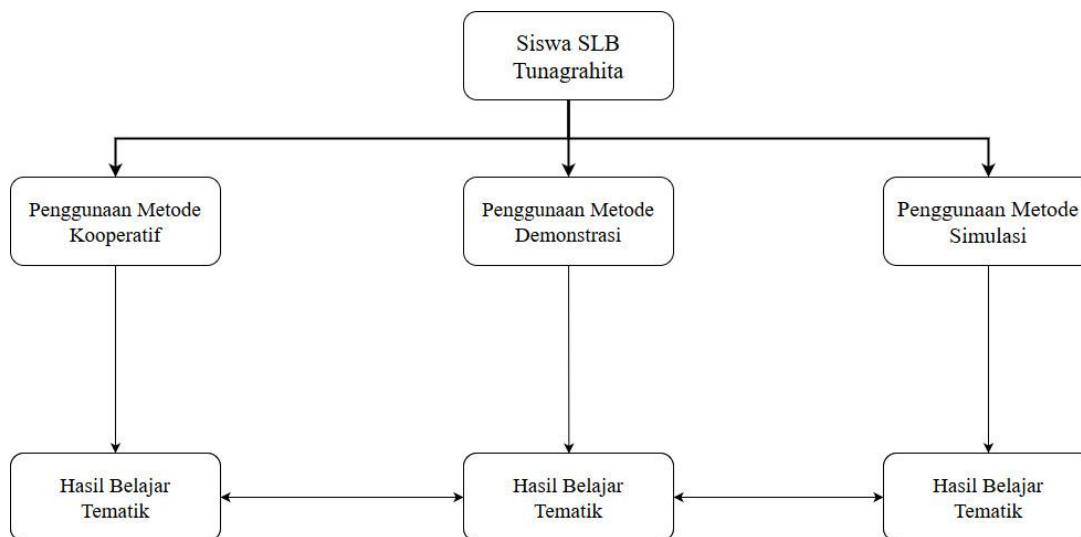 Siswa SLB
Tunagrahita
Penggunaan Metode
Kooperatif
Penggunaan Metode
Demonstrasi
Penggunaan Metode
Simulasi
Hasil Belajar
Tematik
Hasil Belajar
Tematik
Hasil Belajar
Tematik